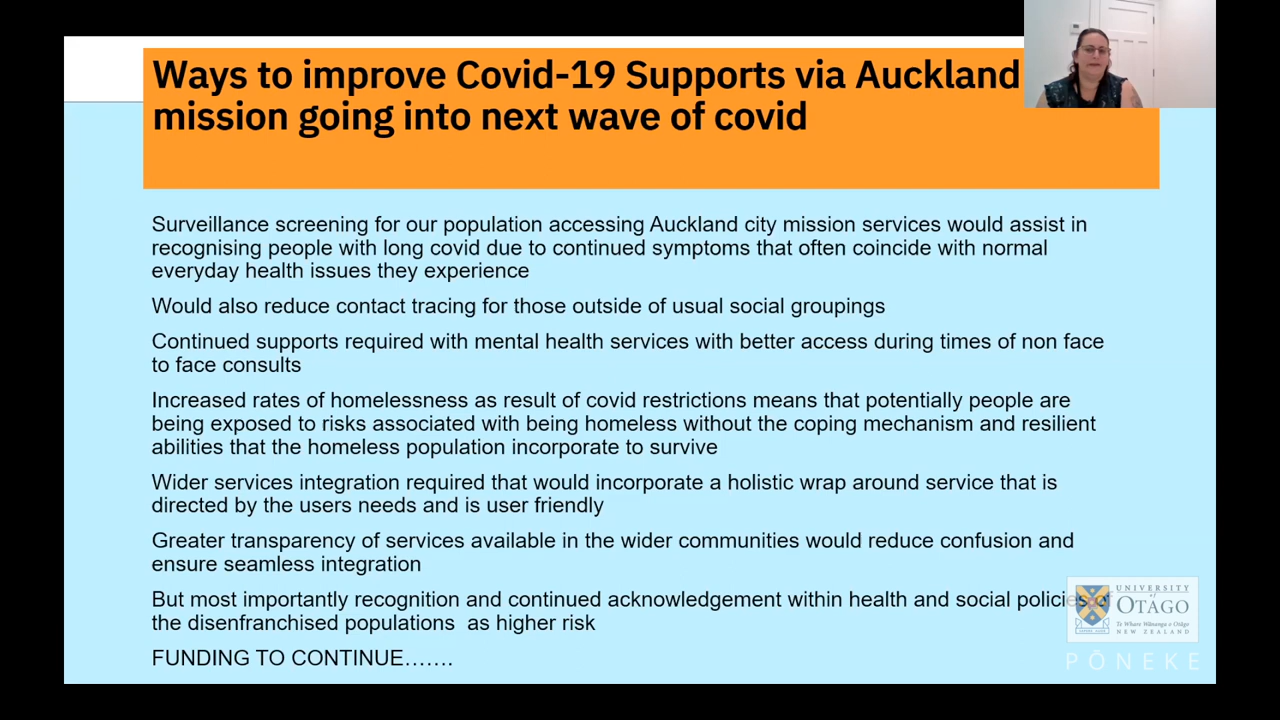 Ways to improve Covid-19 Supports via Auckland
mission going into next wave of covid
Surveillance screening for our population accessing Auckland city mission services would assist in
recognising people with long covid due to continued symptoms that often coincide with normal
everyday health issues they experience
Would also reduce contact tracing for those outside of usual social groupings
Continued supports required with mental health services with better access during times of non face
to face consults
Increased rates of homelessness as result of covid restrictions means that potentially people are
being exposed to risks associated with being homeless without the coping mechanism and resilient
abilities that the homeless population incorporate to survive
Wider services integration required that would incorporate a holistic wrap around service that is
directed by the users needs and is user friendly
Greater transparency of services available in the wider communities would reduce confusion and
ensure seamless integration
But most importantly recognition and continued acknowledgement within health and social policies of
the disenfranchised populations  as higher risk
FUNDING TO CONTINUE…….
UNIVERSITY
of
OTAGO
Te Whare Wānanga o Otāgo
NEW ZEALAND
PŌNEKE